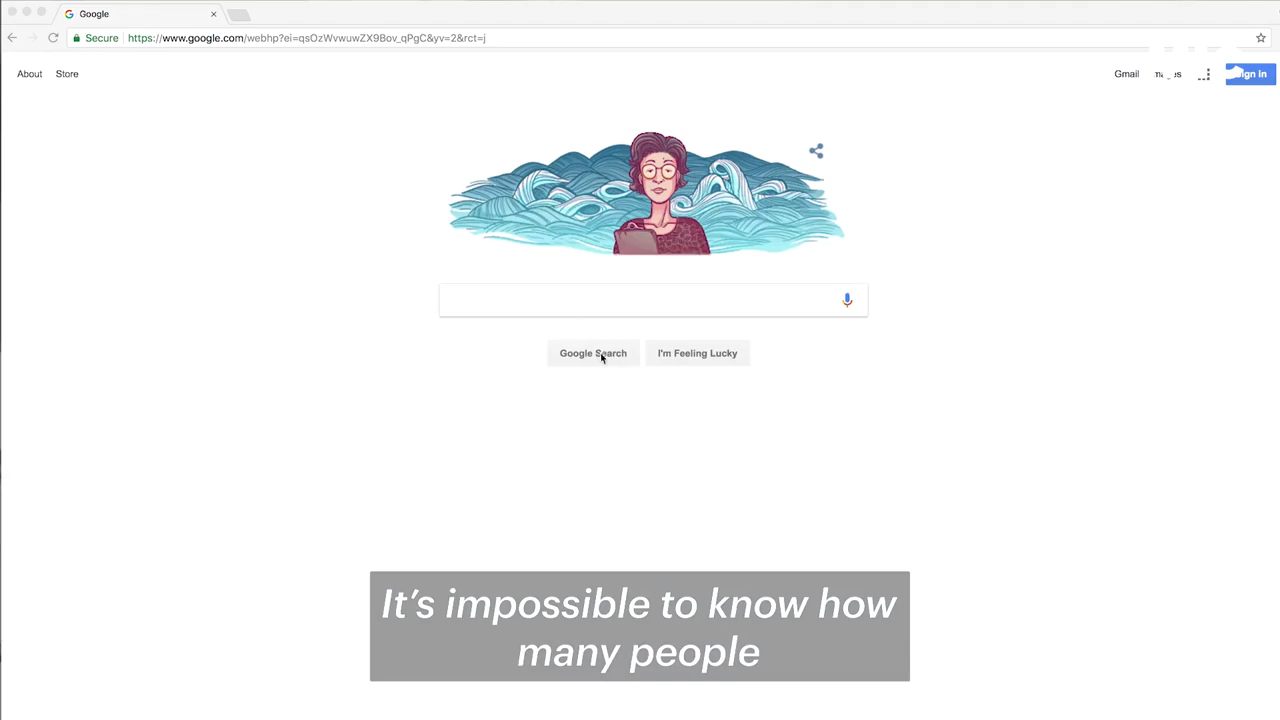 Google
Secure https://www.google.com/webhp?ei=qsOzWvwuwZX9Bov_qPgC&yv=2&rct=j
About Store
Gmail
Sign in
Google Search
I'm Feeling Lucky
It's impossible to know how
many people